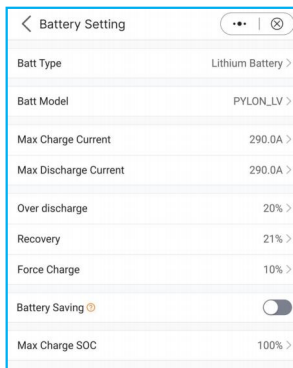 Battery Setting
Batt Type Lithium Battery >
Batt Model PYLON_LV >
Max Charge Current 290.0A >
Max Discharge Current 290.0A >
Over discharge 20% >
Recovery 21% >
Force Charge 10% >
Battery Saving ?
Max Charge SOC 100% >